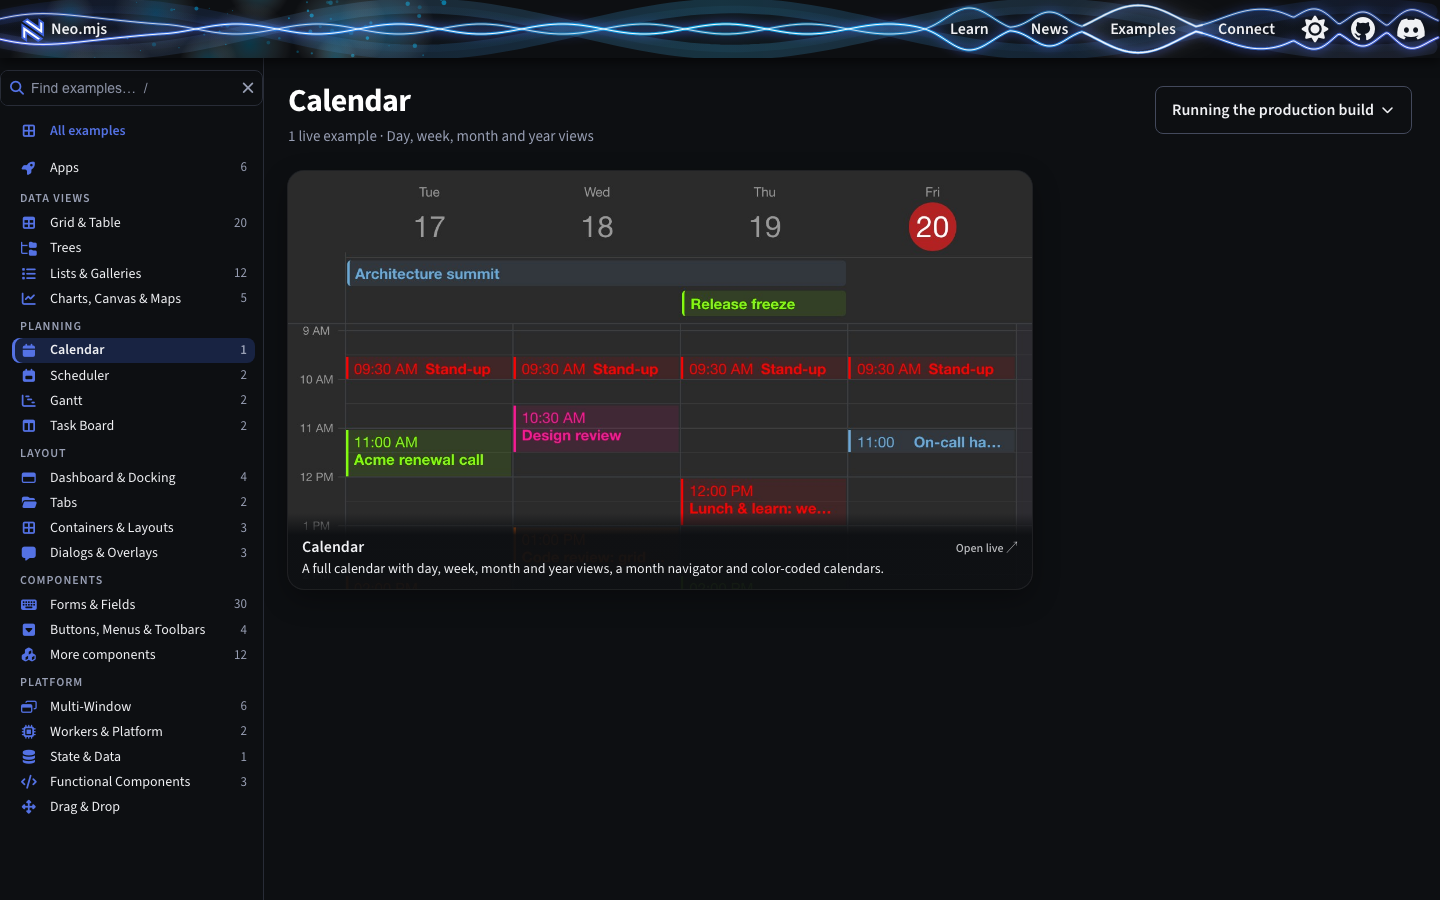 Neo.mjs
Learn
News
Examples
Connect
Find examples... /
All examples
Apps 6
DATA VIEWS
Grid & Table 20
Trees
Lists & Galleries 12
Charts, Canvas & Maps 5
PLANNING
Calendar 1
Scheduler 2
Gantt 2
Task Board 2
LAYOUT
Dashboard & Docking 4
Tabs 2
Containers & Layouts 3
Dialogs & Overlays 3
COMPONENTS
Forms & Fields 30
Buttons, Menus & Toolbars 4
More components 12
PLATFORM
Multi-Window 6
Workers & Platform 2
State & Data 1
Functional Components 3
Drag & Drop
Calendar
1 live example · Day, week, month and year views
Running the production build
Tue Wed Thu Fri
17 18 19 20
Architecture summit
Release freeze
9 AM
09:30 AM Stand-up 09:30 AM Stand-up 09:30 AM Stand-up 09:30 AM Stand-up
10 AM
10:30 AM
Design review
11 AM
11:00 AM
Acme renewal call
11:00 On-call ha...
12 PM
12:00 PM
Lunch & learn: we...
1 PM
Calendar
Open live ↗
A full calendar with day, week, month and year views, a month navigator and color-coded calendars.